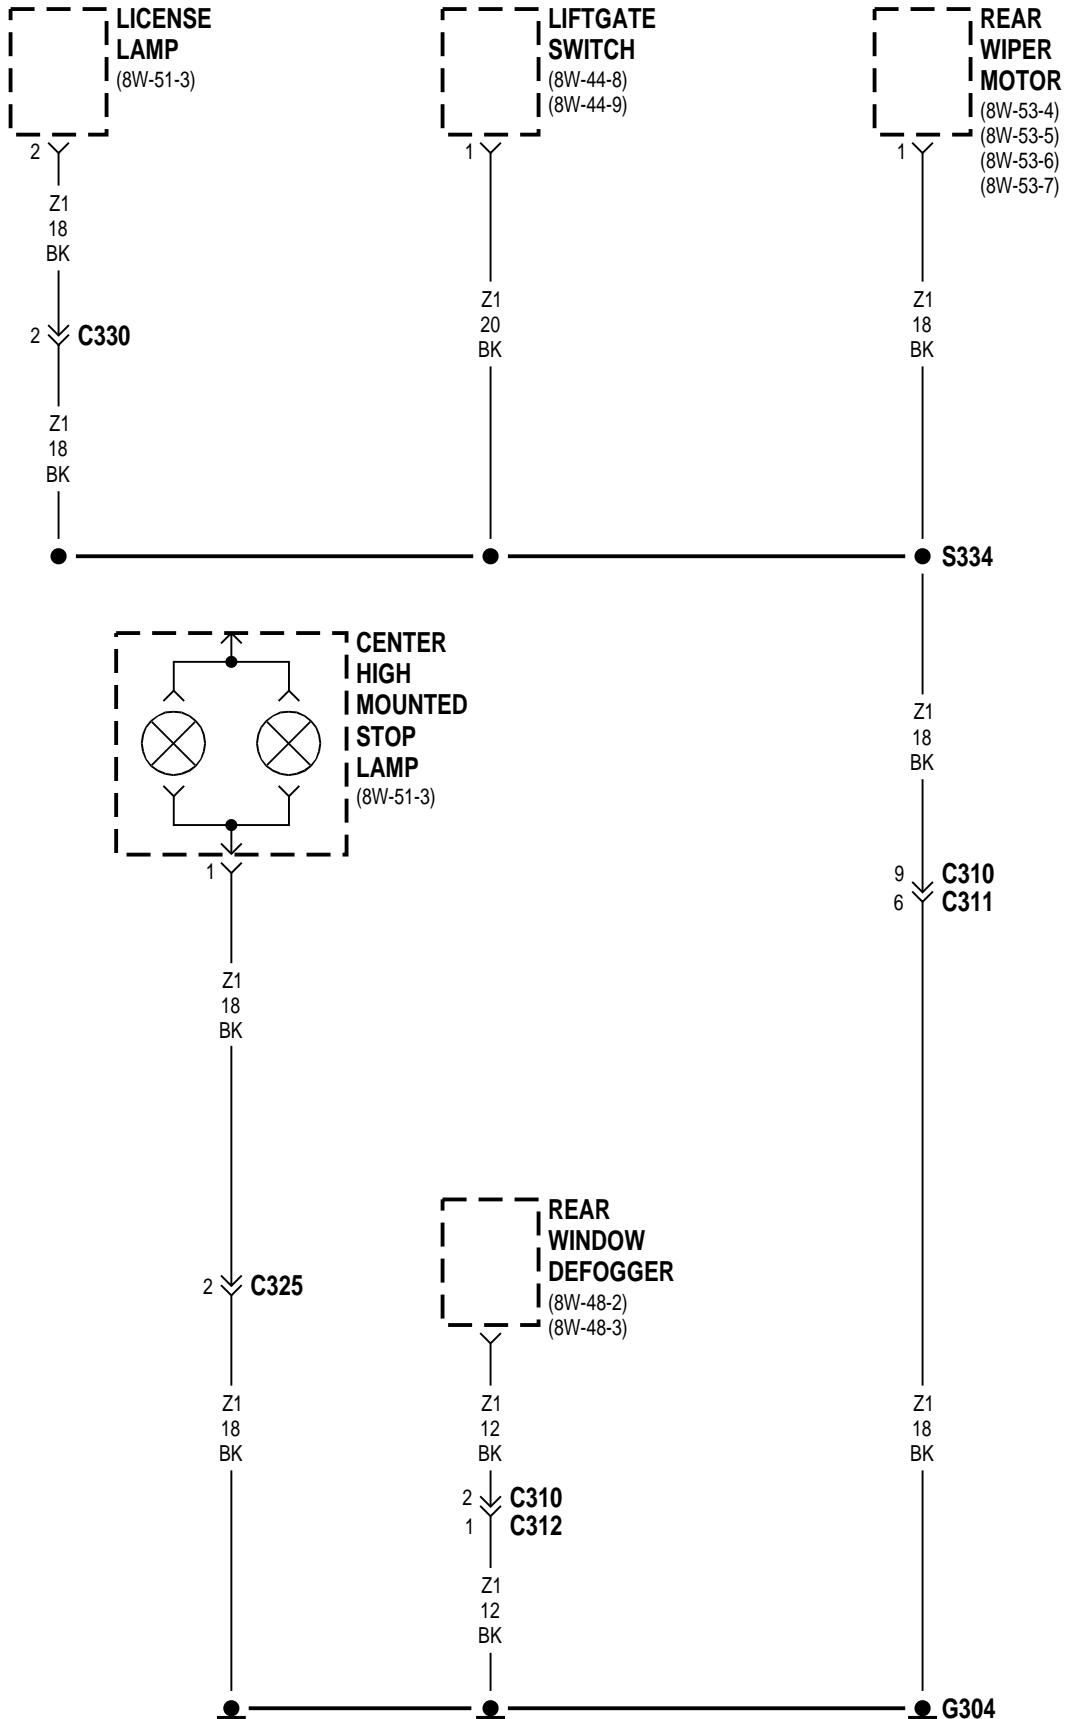 LICENSE
LAMP
(8W-51-3)
LIFTGATE
SWITCH
(8W-44-8)
(8W-44-9)
REAR
WIPER
MOTOR
(8W-53-4)
(8W-53-5)
(8W-53-6)
(8W-53-7)
2
1
1
Z1
18
BK
Z1
20
BK
Z1
18
BK
2 C330
Z1
18
BK
S334
CENTER
HIGH
MOUNTED
STOP
LAMP
(8W-51-3)
Z1
18
BK
1
9 C310
6 C311
Z1
18
BK
REAR
WINDOW
DEFOGGER
(8W-48-2)
(8W-48-3)
2 C325
Z1
18
BK
Z1
12
BK
Z1
18
BK
2 C310
1 C312
Z1
12
BK
G304